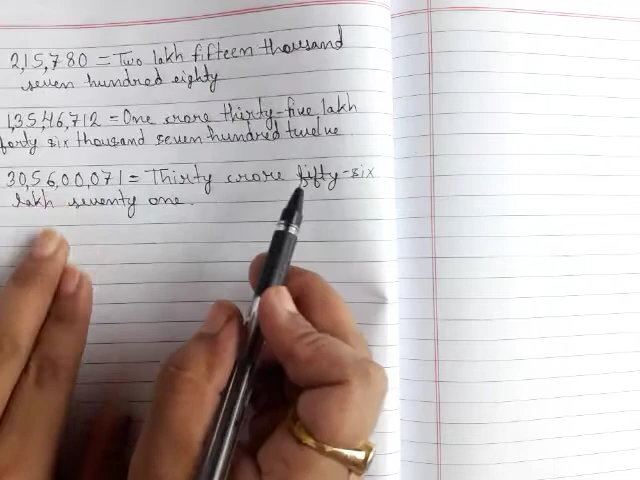 2,15,780 = Two lakh fifteen thousand
seven hundred eighty
1,35,46,712 = One crore thirty-five lakh
forty six thousand seven hundred twelve
30,56,00,071 = Thirty crore fifty-six
lakh seventy one.